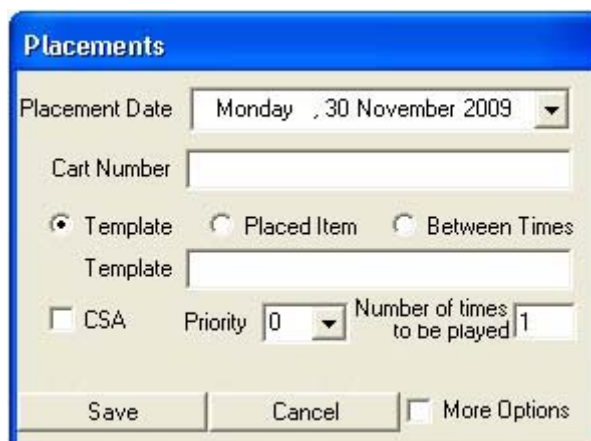 Placements
Placement Date Monday , 30 November 2009
Cart Number
Template Placed Item Between Times
Template
CSA Priority 0 Number of times
to be played 1
Save Cancel More Options